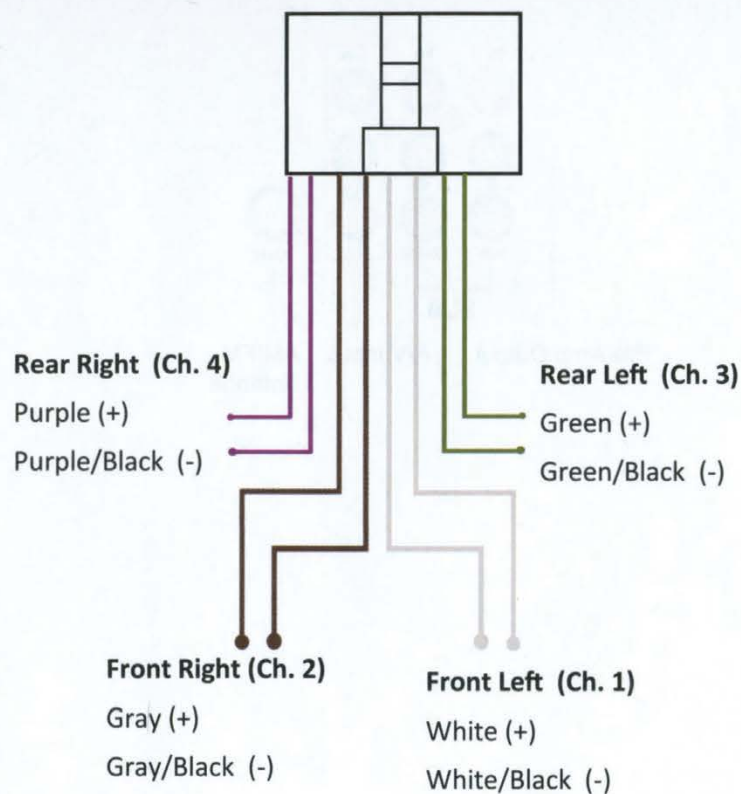 Rear Right (Ch. 4)
Purple (+)
Purple/Black (-)
Rear Left (Ch. 3)
Green (+)
Green/Black (-)
Front Right (Ch. 2)
Gray (+)
Gray/Black (-)
Front Left (Ch. 1)
White (+)
White/Black (-)